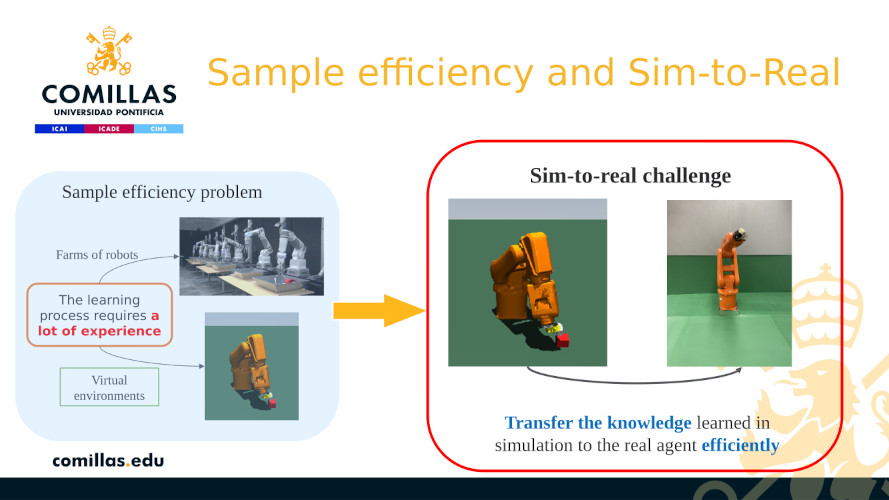 Sample efficiency and Sim-to-Real
COMILLAS
UNIVERSIDAD PONTIFICIA
ICAI ICADE CIHS
Sample efficiency problem
Farms of robots
The learning
process requires a
lot of experience
Virtual
environments
Sim-to-real challenge
Transfer the knowledge learned in
simulation to the real agent efficiently
comillas.edu